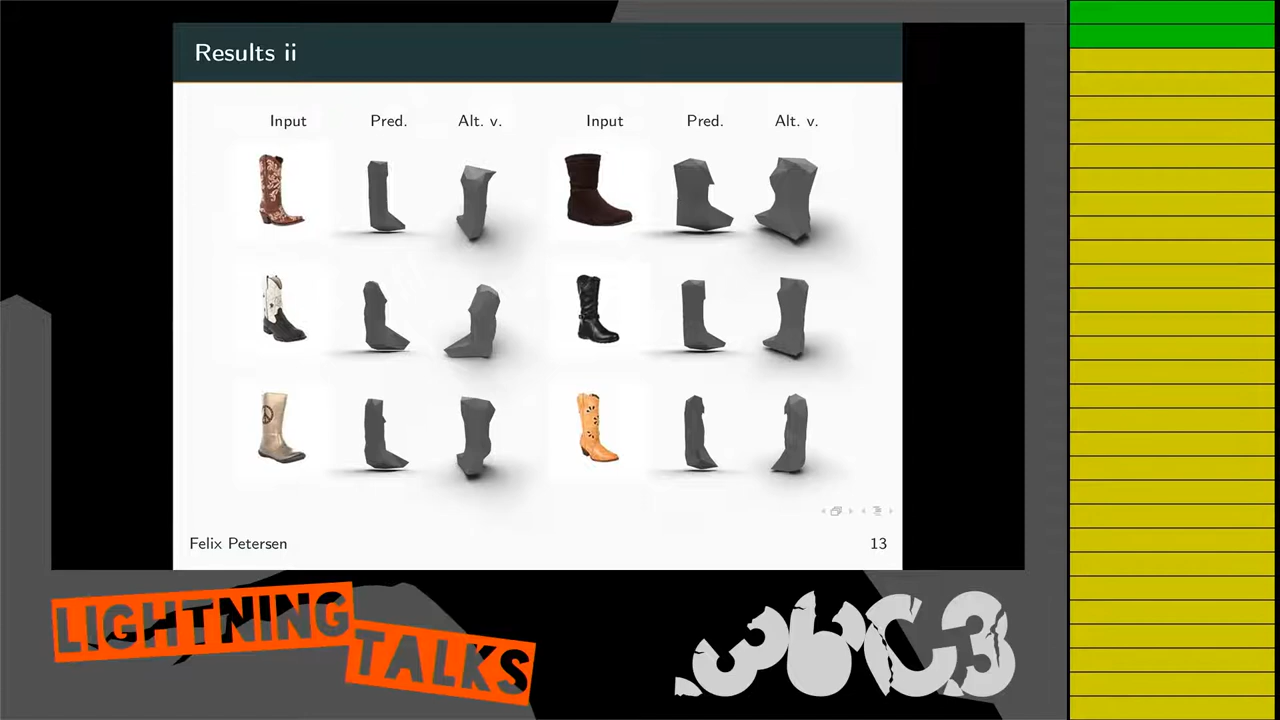 Results ii
Input Pred. Alt. v. Input Pred. Alt. v.
Felix Petersen 13
LIGHTNING
TALKS
36C3